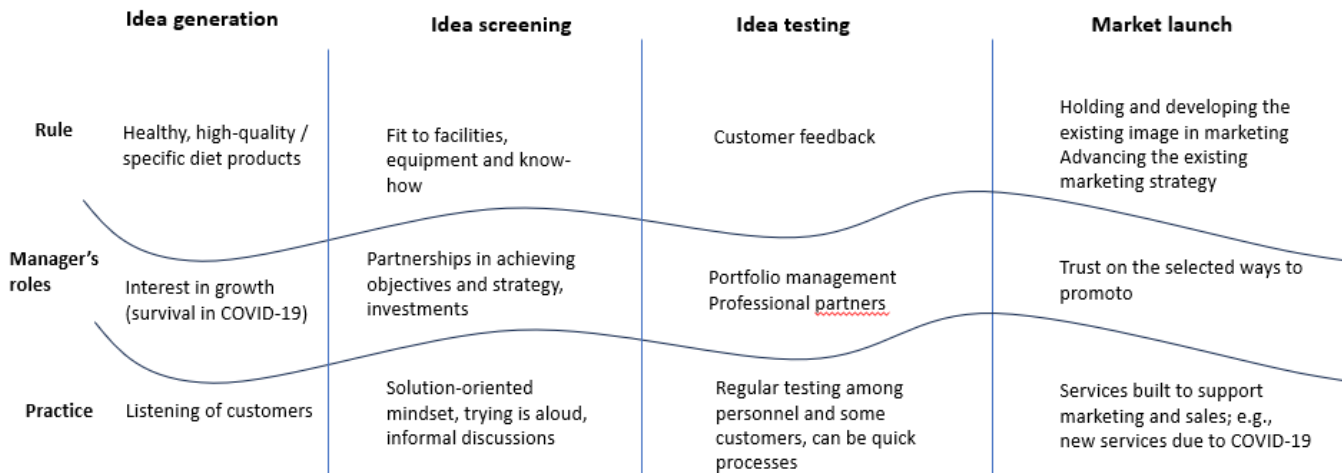 Idea generation
Idea screening
Idea testing
Market launch
Rule
Healthy, high-quality /
specific diet products
Fit to facilities,
equipment and know-
how
Customer feedback
Holding and developing the
existing image in marketing
Advancing the existing
marketing strategy
Manager's
roles
Interest in growth
(survival in COVID-19)
Partnerships in achieving
objectives and strategy,
investments
Portfolio management
Professional partners
Trust on the selected ways to
promoto
Practice
Listening of customers
Solution-oriented
mindset, trying is aloud,
informal discussions
Regular testing among
personnel and some
customers, can be quick
processes
Services built to support
marketing and sales; e.g.,
new services due to COVID-19